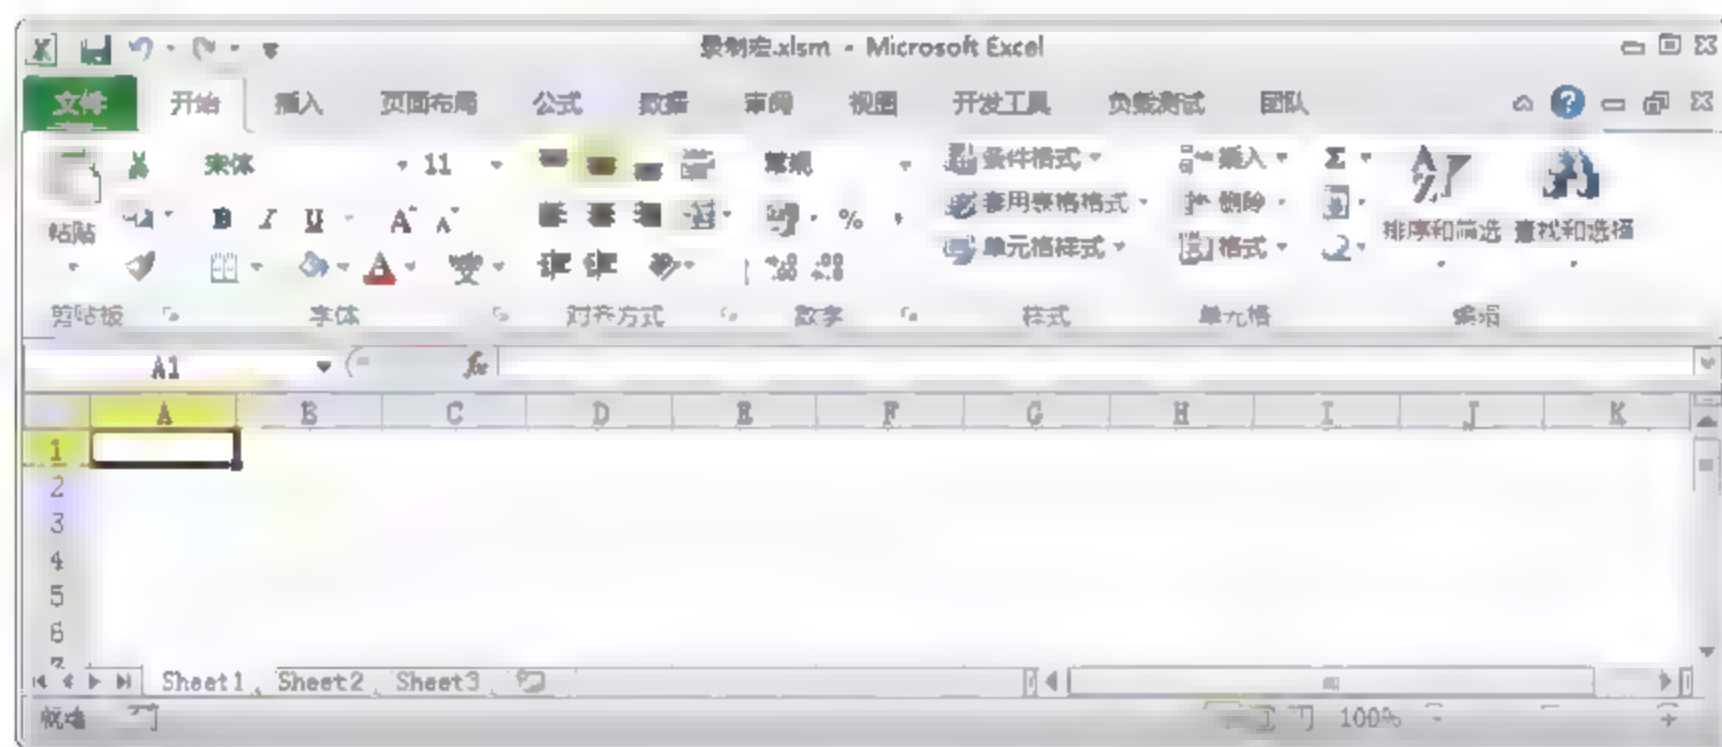 录制宏.xlsm - Microsoft Excel
文件 开始 插入 页面布局 公式 数据 审阅 视图 开发工具 负载测试 团队
宋体 11 常规 条件格式 插入 Σ
粘贴 B I U A A % , 套用表格格式 删除 排序和筛选 查找和选择
A 单元格样式 格式
剪贴板 字体 对齐方式 数字 样式 单元格 编辑
A1 fx
A B C D E F G H I J K
1
2
3
4
5
6
7
Sheet1 Sheet2 Sheet3
就绪 100%